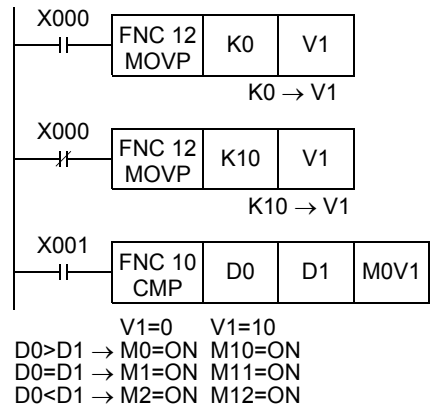 X000
FNC 12 MOVP K0 V1
K0 → V1
X000
FNC 12 MOVP K10 V1
K10 → V1
X001
FNC 10 CMP D0 D1 M0V1
V1=0 V1=10
D0>D1 → M0=ON M10=ON
D0=D1 → M1=ON M11=ON
D0<D1 → M2=ON M12=ON